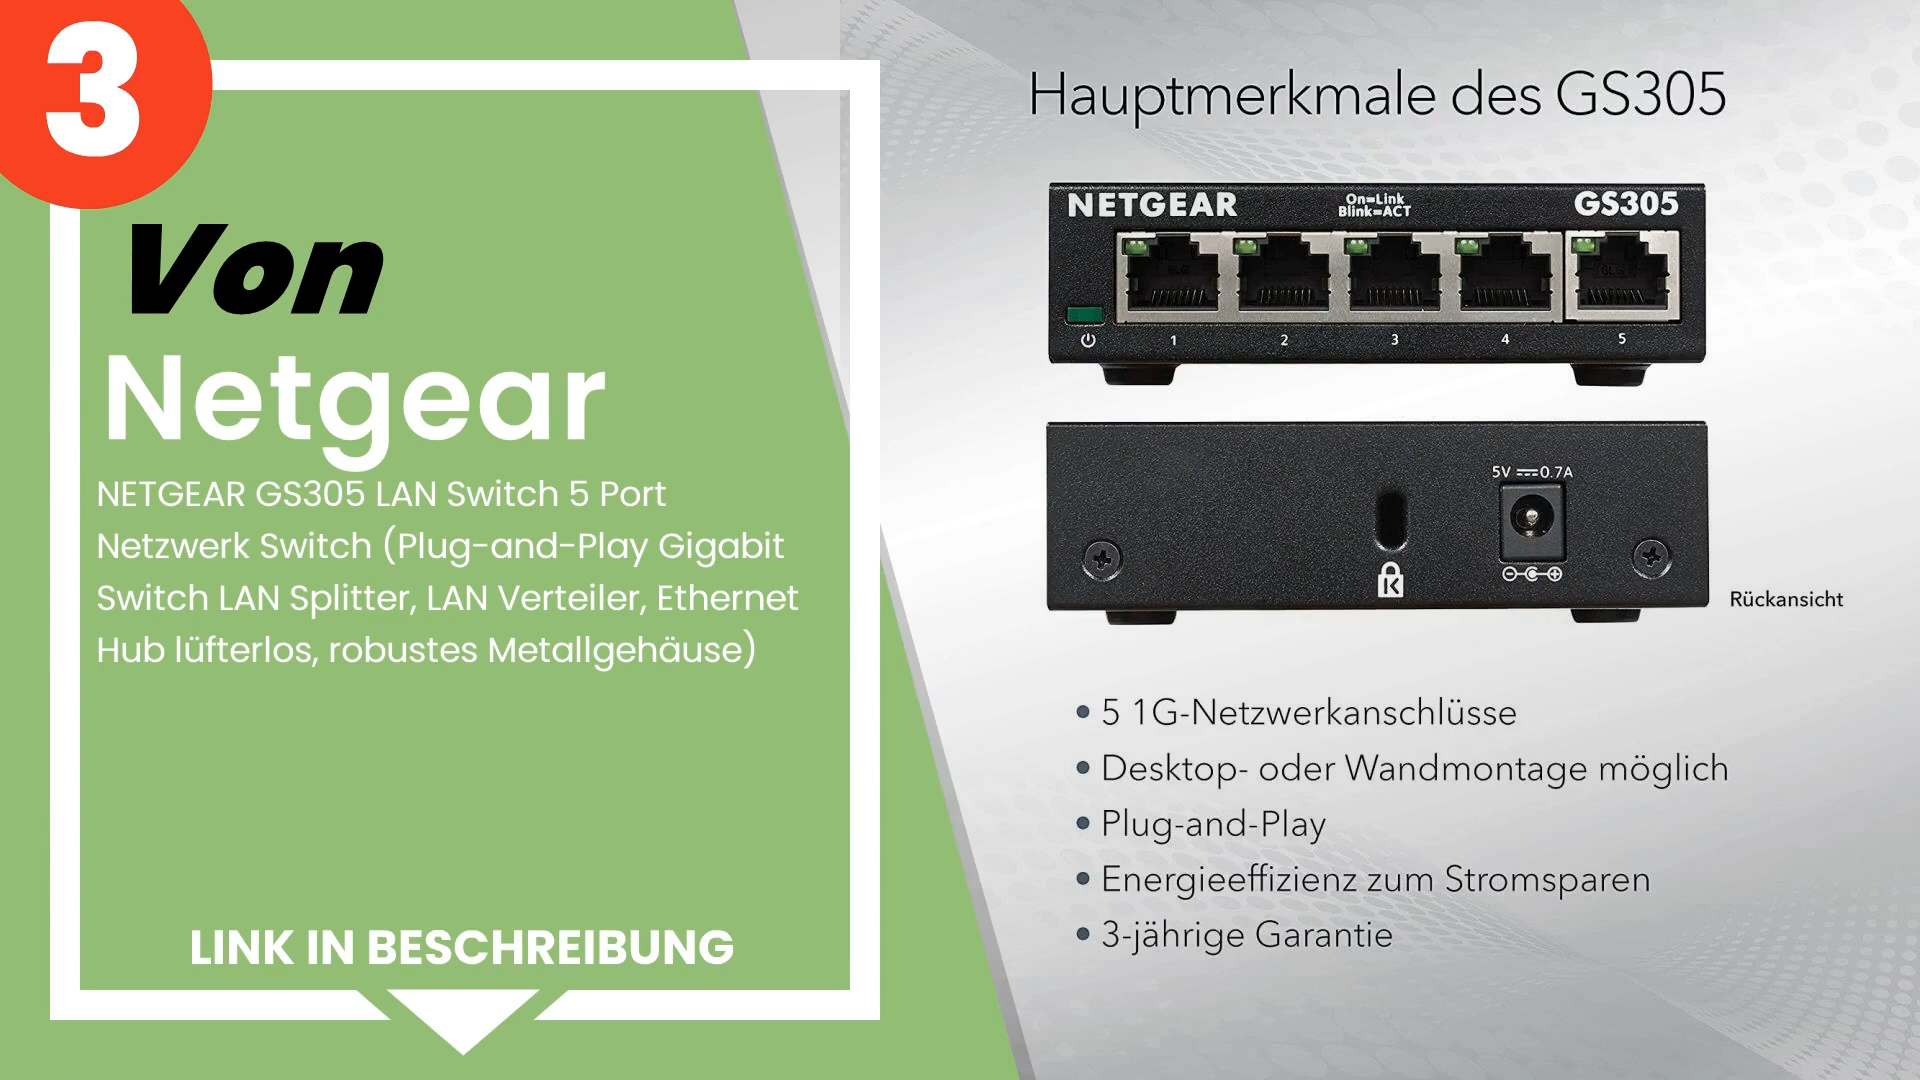 3
Von
Netgear
NETGEAR GS305 LAN Switch 5 Port
Netzwerk Switch (Plug-and-Play Gigabit
Switch LAN Splitter, LAN Verteiler, Ethernet
Hub lüfterlos, robustes Metallgehäuse)
LINK IN BESCHREIBUNG
Hauptmerkmale des GS305
NETGEAR
On=Link
Blink=ACT
GS305
1 2 3 4 5
5V 0.7A
K
Rückansicht
• 5 1G-Netzwerkanschlüsse
• Desktop- oder Wandmontage möglich
• Plug-and-Play
• Energieeffizienz zum Stromsparen
• 3-jährige Garantie